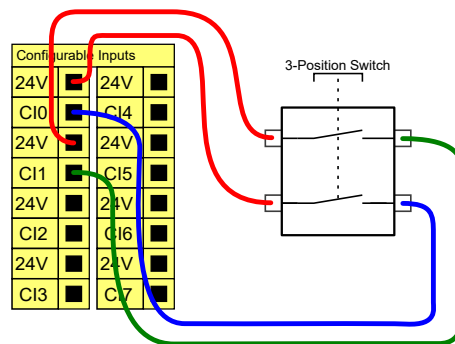 Configurable Inputs
24V 24V
CI0 CI4
24V 24V
CI1 CI5
24V 24V
CI2 CI6
24V 24V
CI3 CI7
3-Position Switch